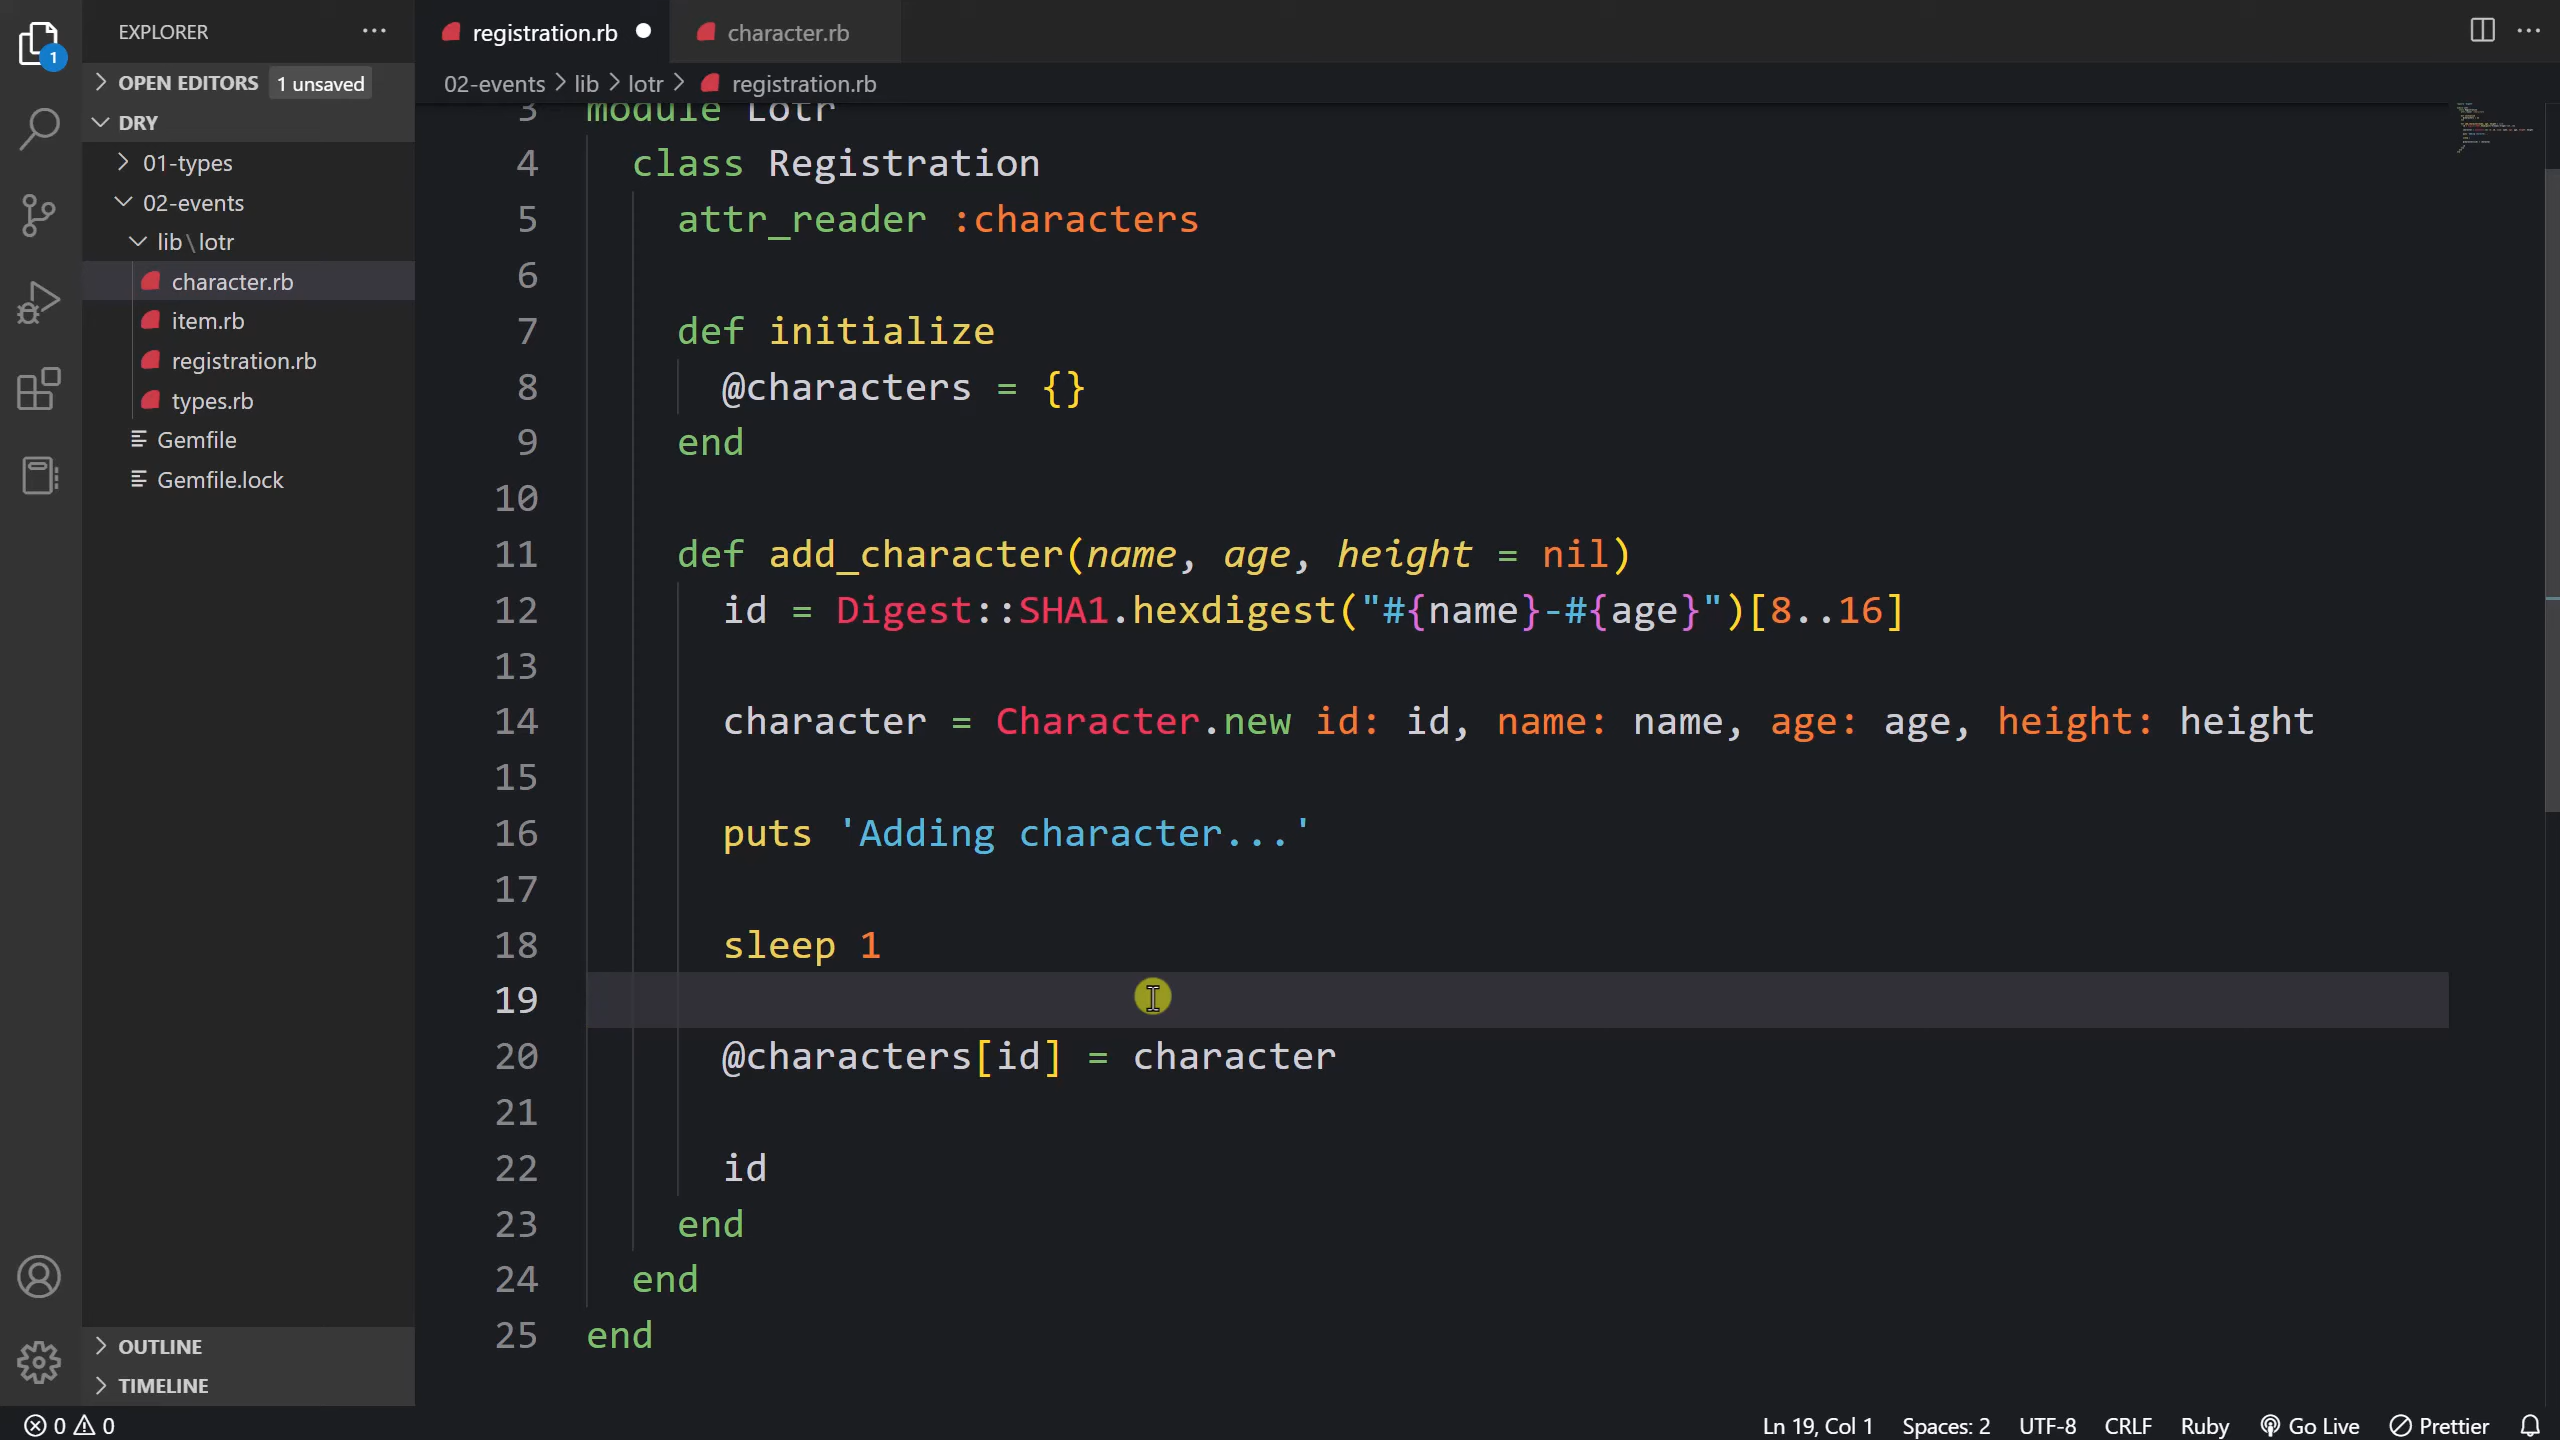 EXPLORER
1
OPEN EDITORS 1 unsaved
DRY
01-types
02-events
lib\lotr
character.rb
item.rb
registration.rb
types.rb
Gemfile
Gemfile.lock
OUTLINE
TIMELINE
registration.rb
character.rb
02-events > lib > lotr > registration.rb
3 module Lotr
4 class Registration
5 attr_reader :characters
6
7 def initialize
8 @characters = {}
9 end
10
11 def add_character(name, age, height = nil)
12 id = Digest::SHA1.hexdigest("#{name}-#{age}")[8..16]
13
14 character = Character.new id: id, name: name, age: age, height: height
15
16 puts 'Adding character...'
17
18 sleep 1
19
20 @characters[id] = character
21
22 id
23 end
24 end
25 end
0 0
Ln 19, Col 1 Spaces: 2 UTF-8 CRLF Ruby Go Live Prettier